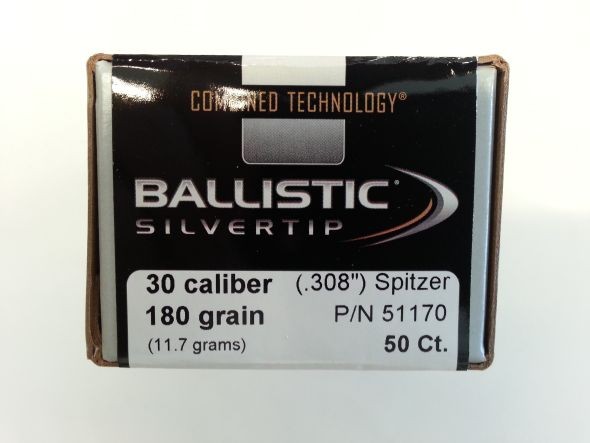 COMBINED TECHNOLOGY®
BALLISTIC®
SILVERTIP
30 caliber (.308") Spitzer
180 grain P/N 51170
(11.7 grams) 50 Ct.